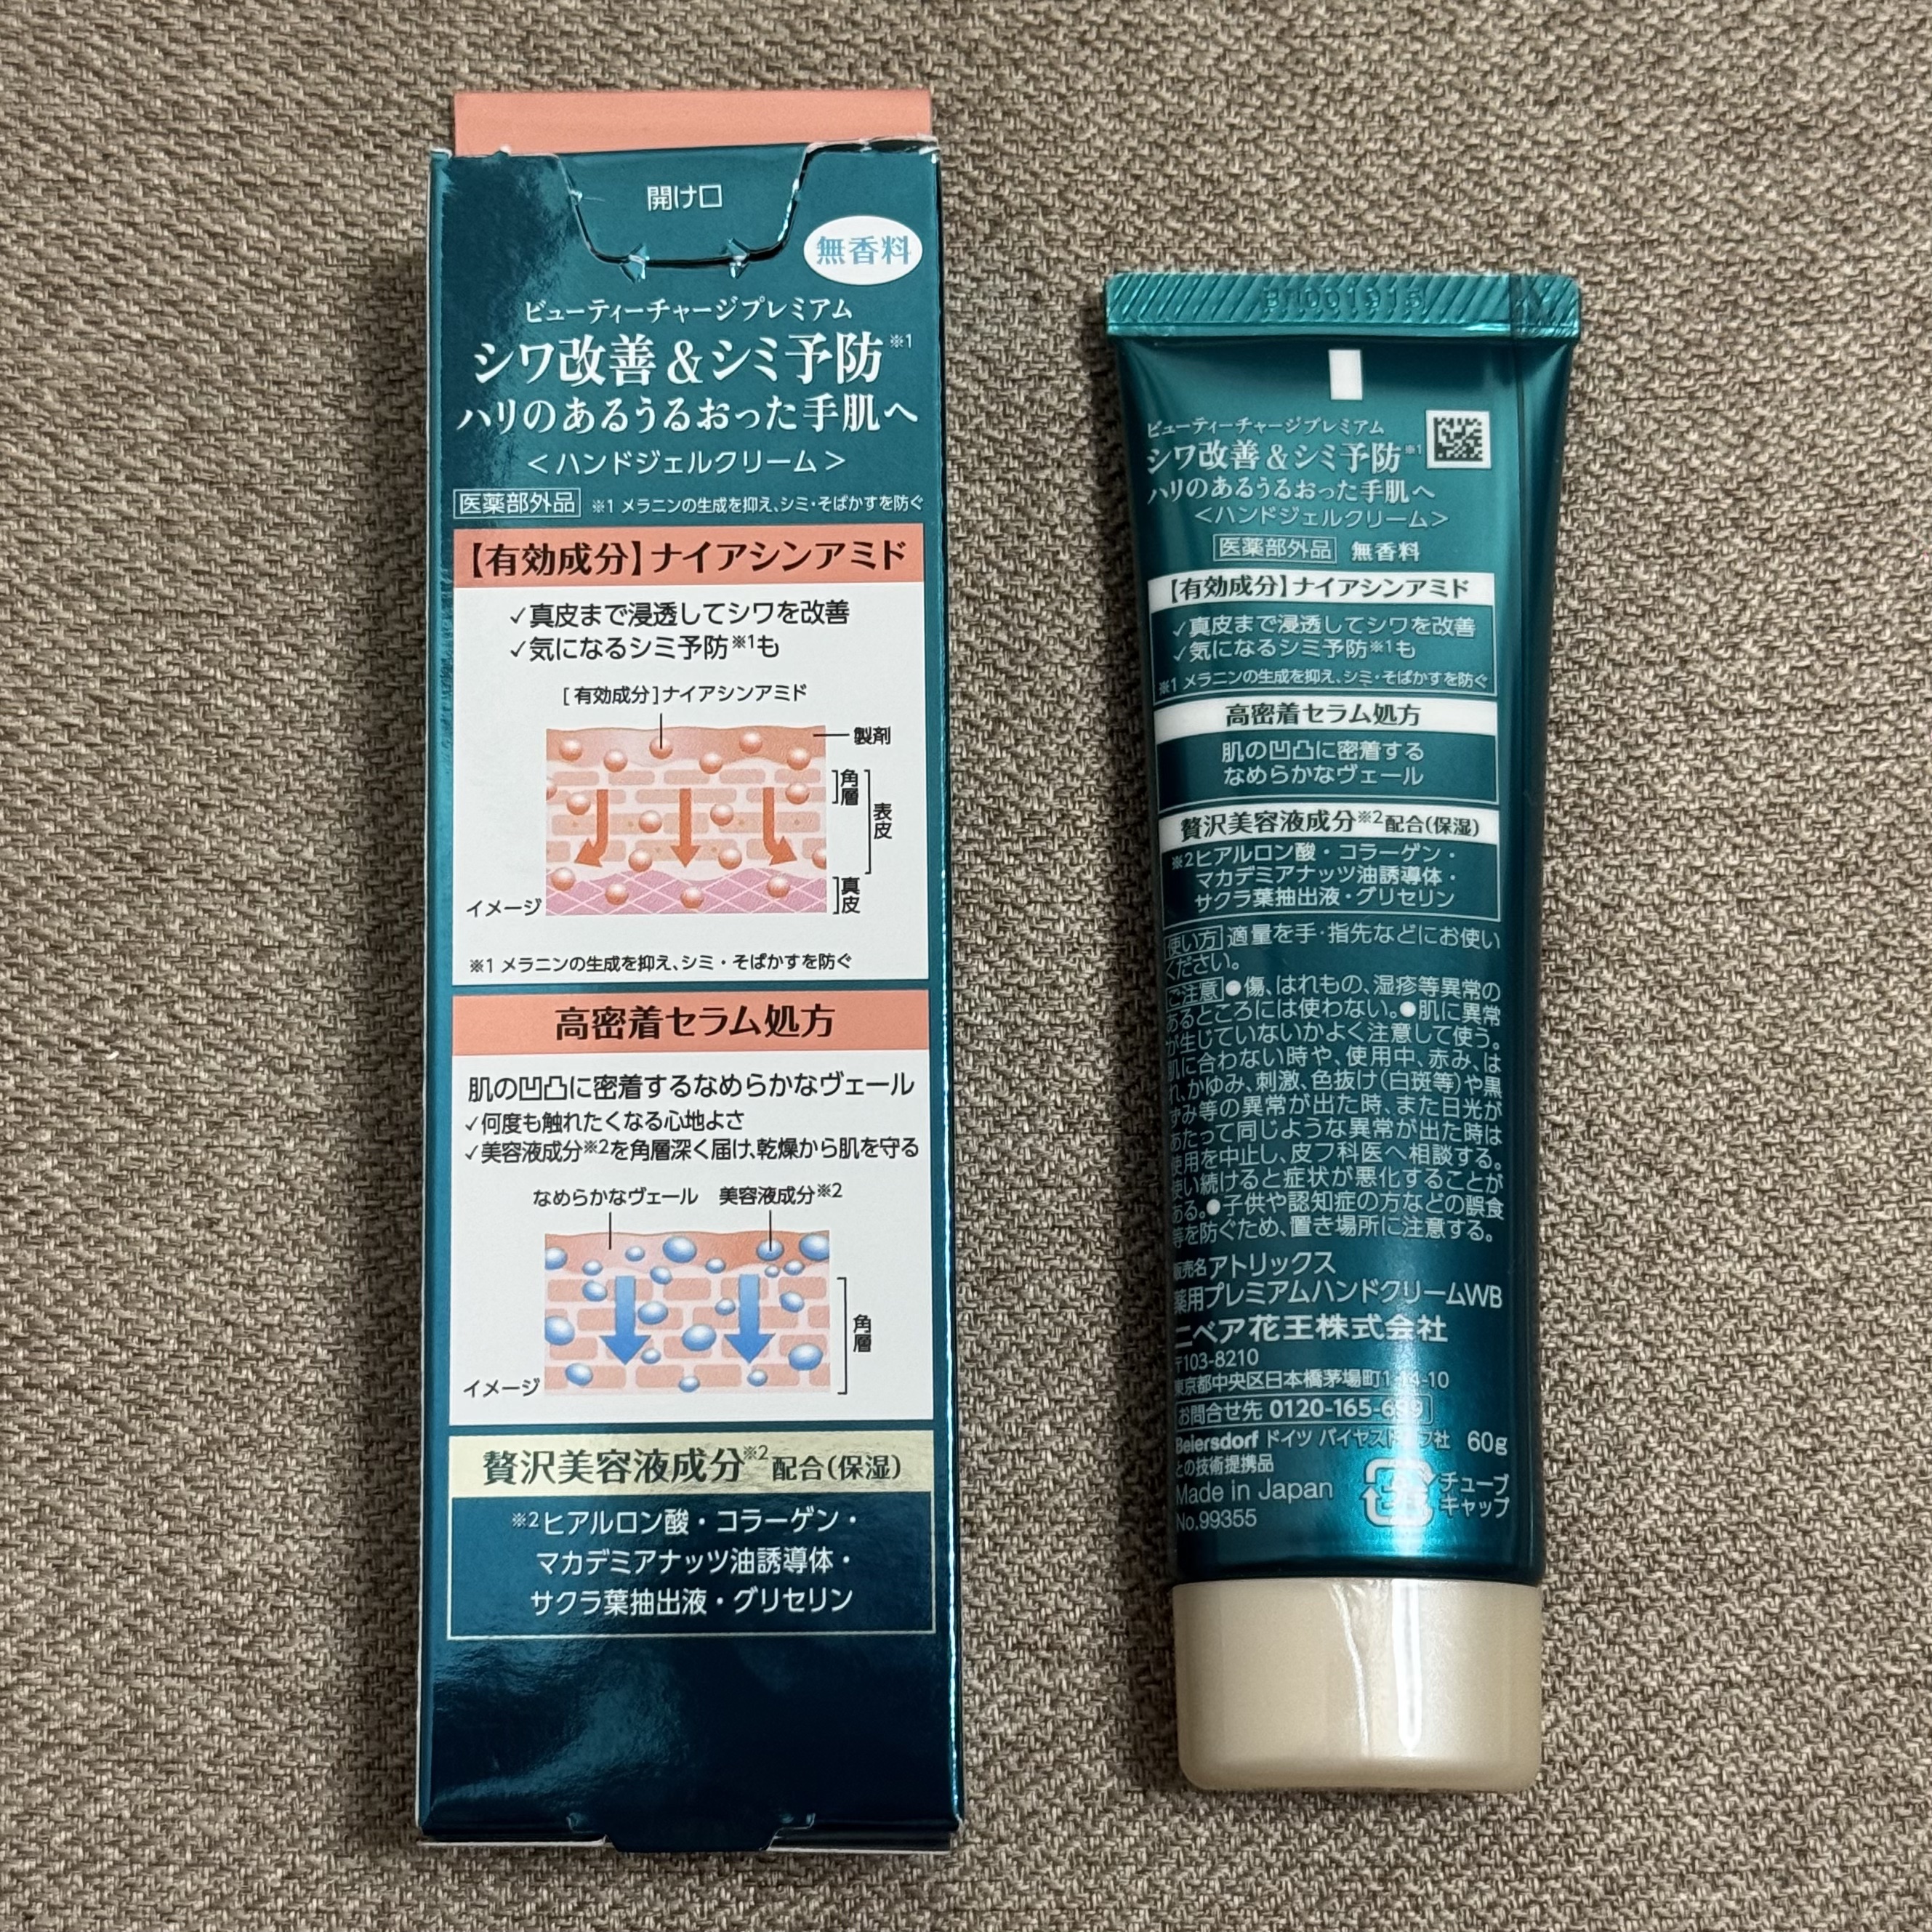 開け口
無香料
ビューティーチャージプレミアム
シワ改善&シミ予防※1
ハリのあるうるおった手肌へ
<ハンドジェルクリーム>
医薬部外品 ※1 メラニンの生成を抑え、シミ・そばかすを防ぐ
【有効成分】ナイアシンアミド
✓真皮まで浸透してシワを改善
✓気になるシミ予防※1も
[有効成分]ナイアシンアミド
製剤
角層
表皮
真皮
イメージ
※1 メラニンの生成を抑え、シミ・そばかすを防ぐ
高密着セラム処方
肌の凹凸に密着するなめらかなヴェール
✓何度も触れたくなる心地よさ
✓美容液成分※2を角層深く届け、乾燥から肌を守る
なめらかなヴェール 美容液成分※2
角層
イメージ
贅沢美容液成分※2配合(保湿)
※2ヒアルロン酸・コラーゲン・
マカデミアナッツ油誘導体・
サクラ葉抽出液・グリセリン
ビューティーチャージプレミアム
シワ改善&シミ予防※1
ハリのあるうるおった手肌へ
<ハンドジェルクリーム>
医薬部外品 無香料
【有効成分】ナイアシンアミド
✓真皮まで浸透してシワを改善
✓気になるシミ予防※1も
※1 メラニンの生成を抑え、シミ・そばかすを防ぐ
高密着セラム処方
肌の凹凸に密着する
なめらかなヴェール
贅沢美容液成分※2配合(保湿)
※2ヒアルロン酸・コラーゲン・
マカデミアナッツ油誘導体・
サクラ葉抽出液・グリセリン
使い方 適量を手・指先などにお使い
ください。
ご注意 ●傷、はれもの、湿疹等異常の
あるところには使わない。●肌に異常
が生じていないかよく注意して使う。
肌に合わない時や、使用中、赤み、は
れ、かゆみ、刺激、色抜け(白斑等)や黒
ずみ等の異常が出た時、また日光が
あたって同じような異常が出た時は
使用を中止し、皮フ科医へ相談する。
使い続けると症状が悪化することが
ある。●子供や認知症の方などの誤食
等を防ぐため、置き場所に注意する。
販売名アトリックス
薬用プレミアムハンドクリームWB
ニベア花王株式会社
〒103-8210
東京都中央区日本橋茅場町1-14-10
お問合せ先 0120-165-699
Beiersdorf ドイツ バイヤスドルフ社 60g
との技術提携品
Made in Japan
No.99355
チューブ
キャップ